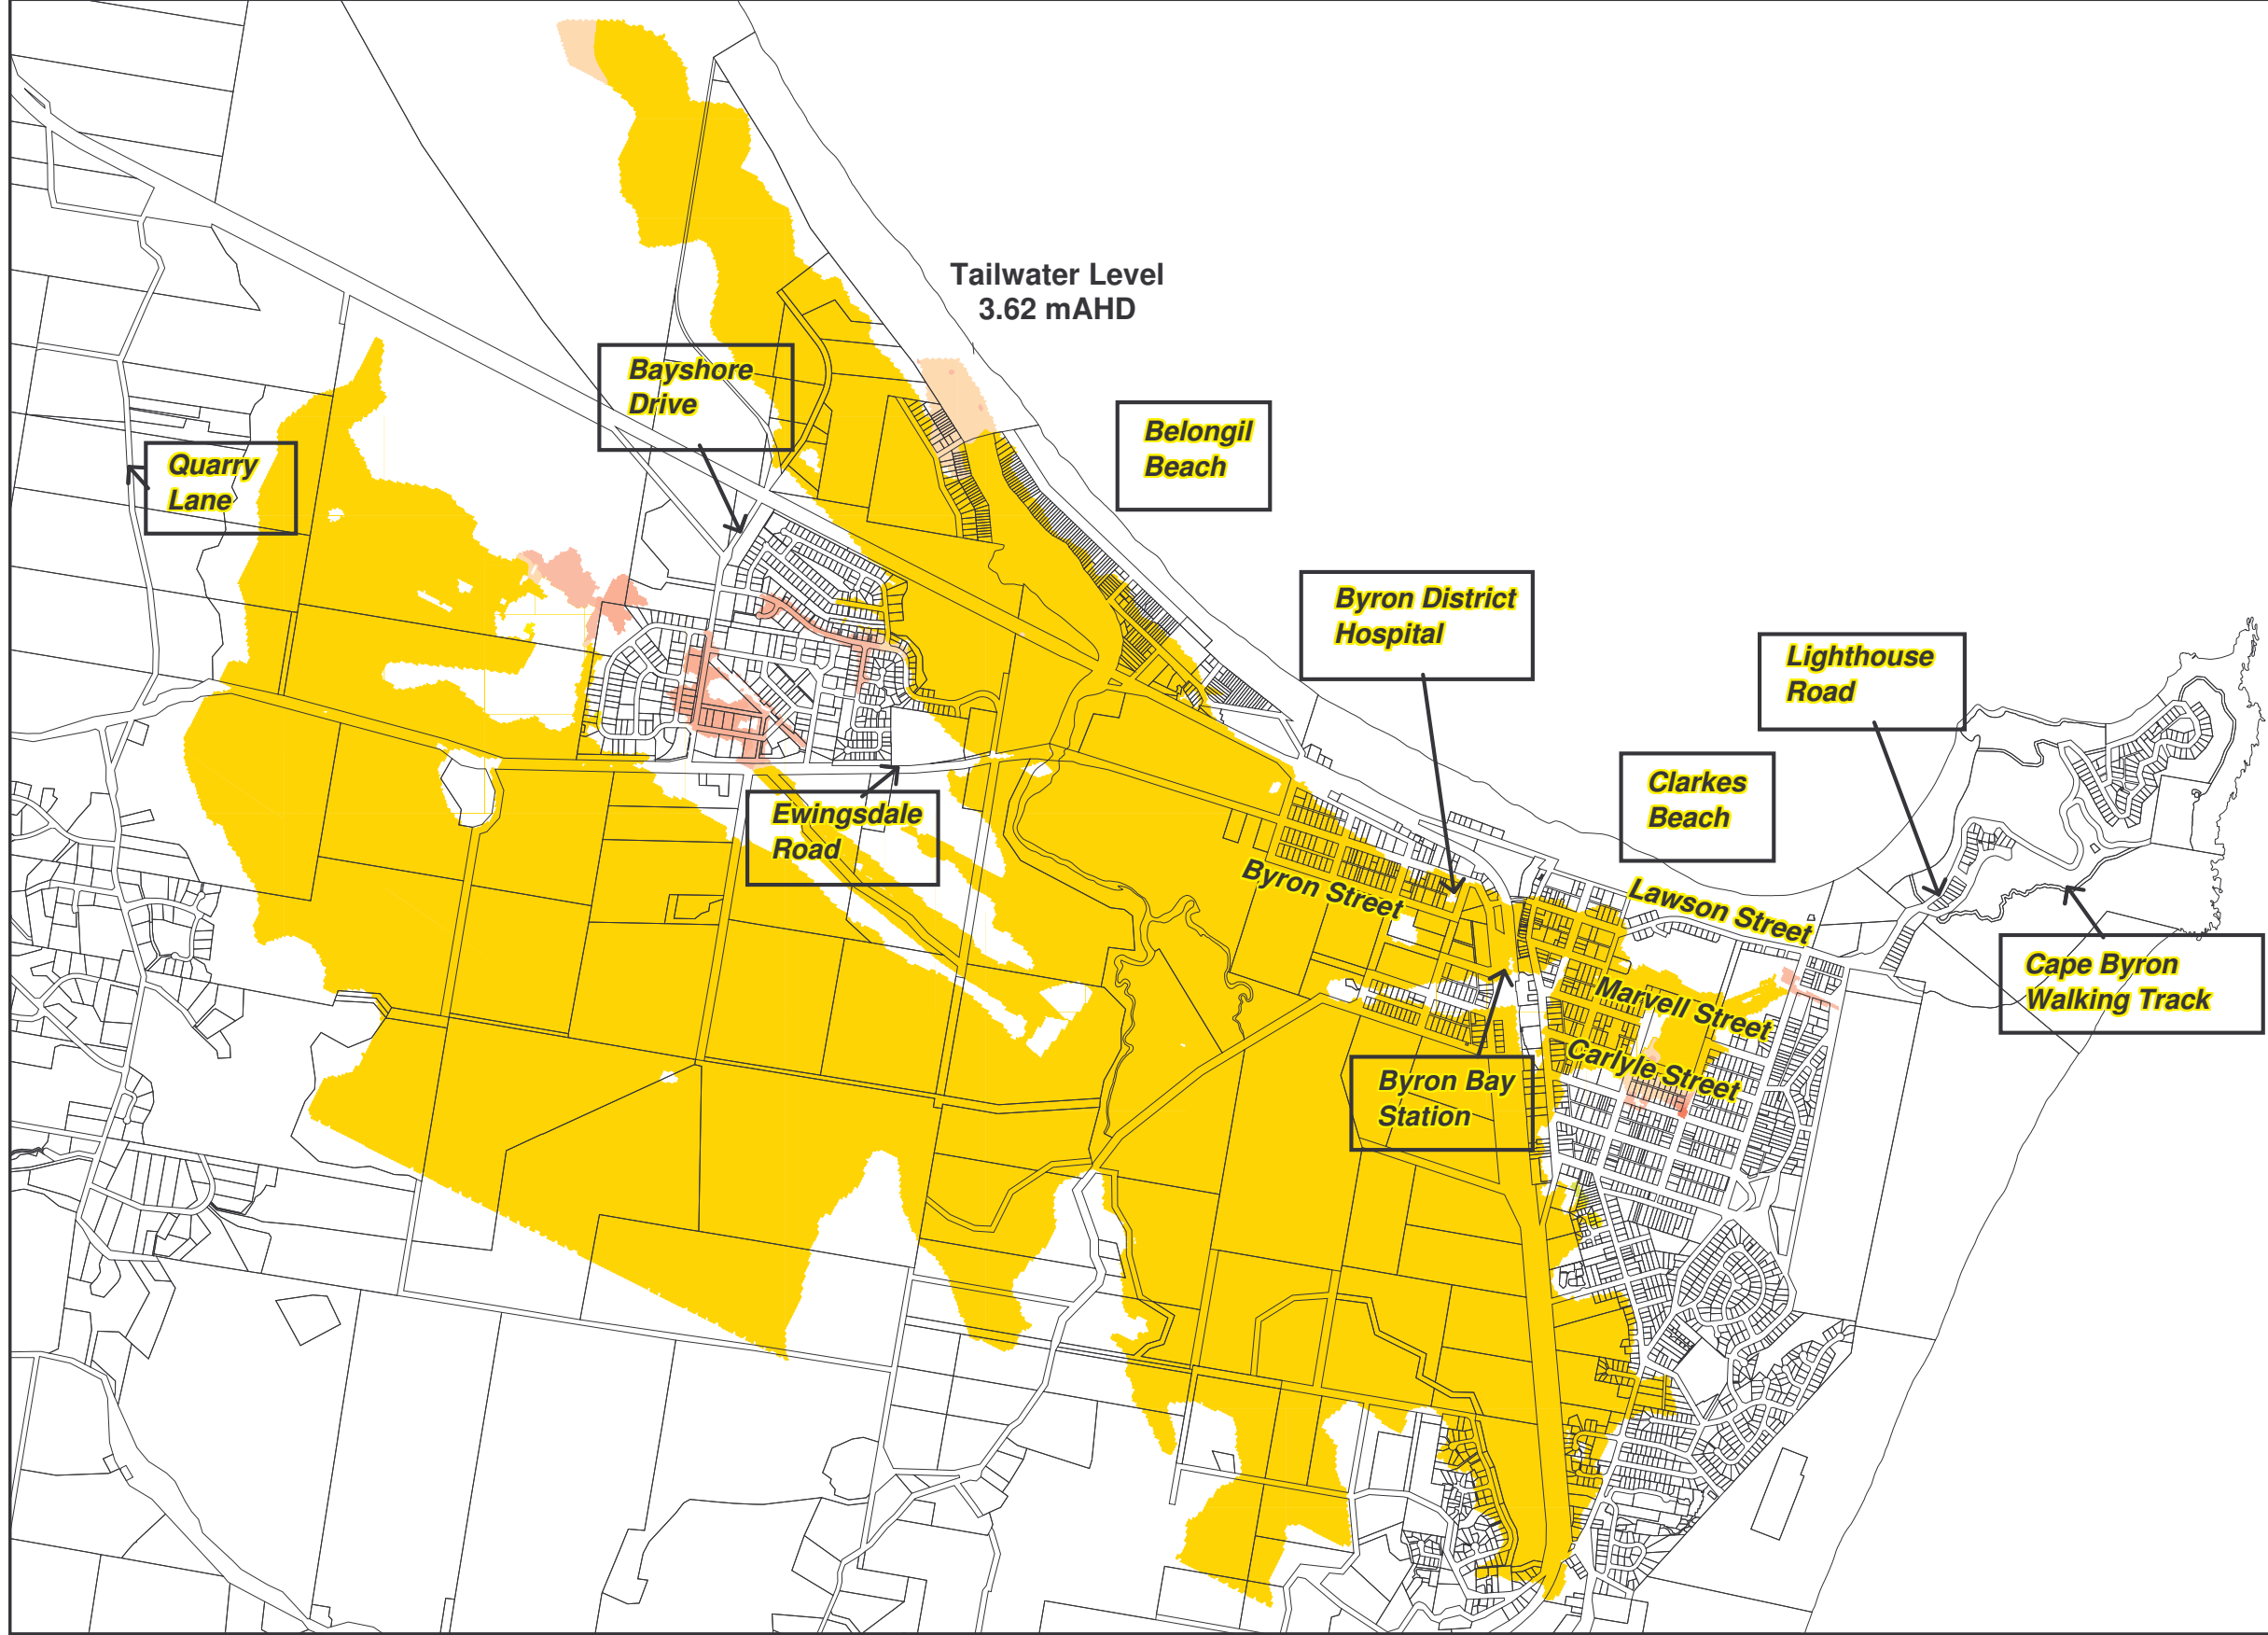 Tailwater Level
3.62 mAHD
Bayshore
Drive
Belongil
Beach
Quarry
Lane
Byron District
Hospital
Lighthouse
Road
Clarkes
Beach
Ewingsdale
Road
Byron Street
Lawson Street
Cape Byron
Walking Track
Marvell Street
Carlyle Street
Byron Bay
Station